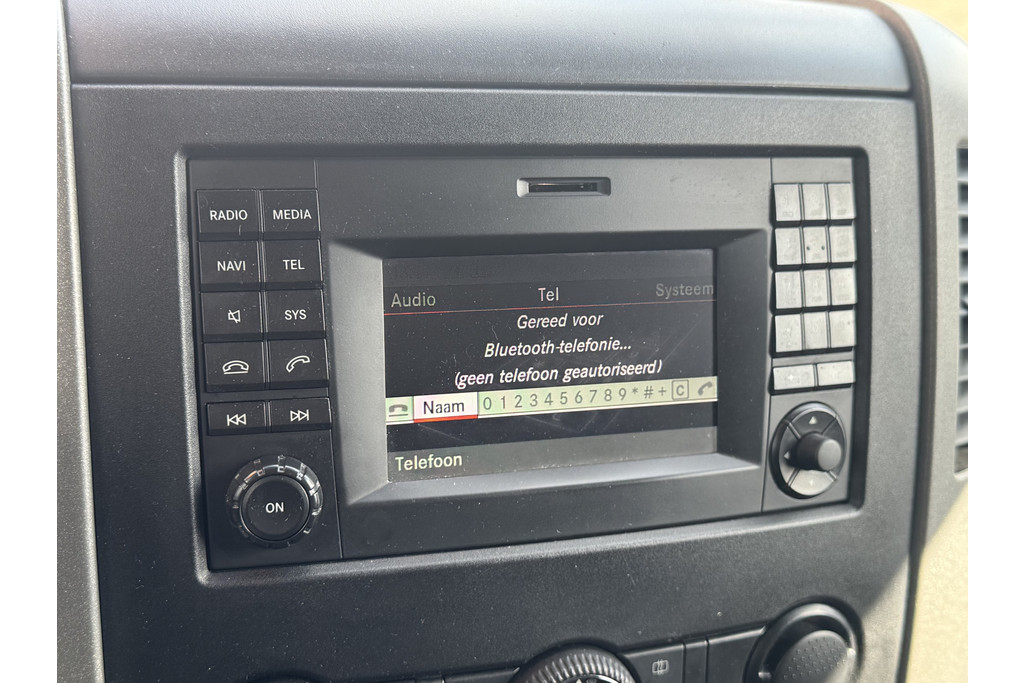 RADIO MEDIA
NAVI TEL
SYS
ON
Audio Tel Systeem
Gereed voor
Bluetooth-telefonie...
(geen telefoon geautoriseerd)
Naam 0 1 2 3 4 5 6 7 8 9 * # + C
Telefoon